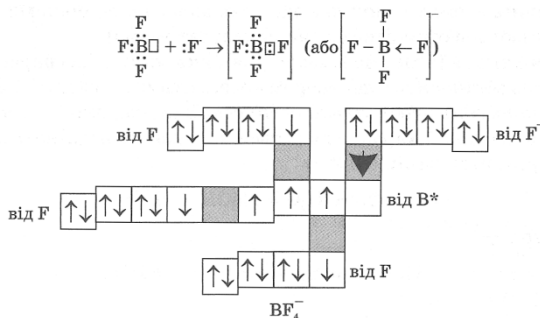 F F F
F:B□ + :F⁻ → [F:B⊡F]⁻ (або [F – B ← F]⁻)
F F F
від F
від F⁻
від F
від B*
від F
BF₄⁻